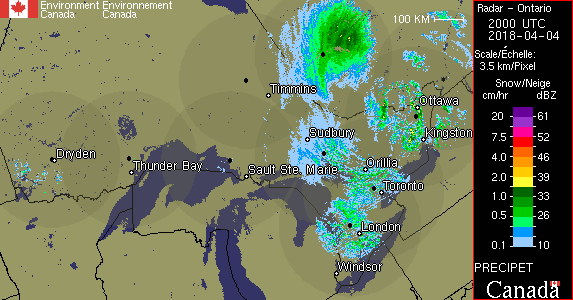 Environment Environnement
Canada Canada
100 KM
Radar - Ontario
2000 UTC
2018-04-04
Scale/Échelle:
3.5 km/Pixel
Snow/Neige
cm/hr dBZ
20 61
7.5 52
4.0 46
2.0 39
1.0 33
0.5 26
0.1 10
PRECIPET
Canada
Timmins
Ottawa
Sudbury
Kingston
Dryden
Thunder Bay
Sault Ste. Marie
Orillia
Toronto
London
Windsor